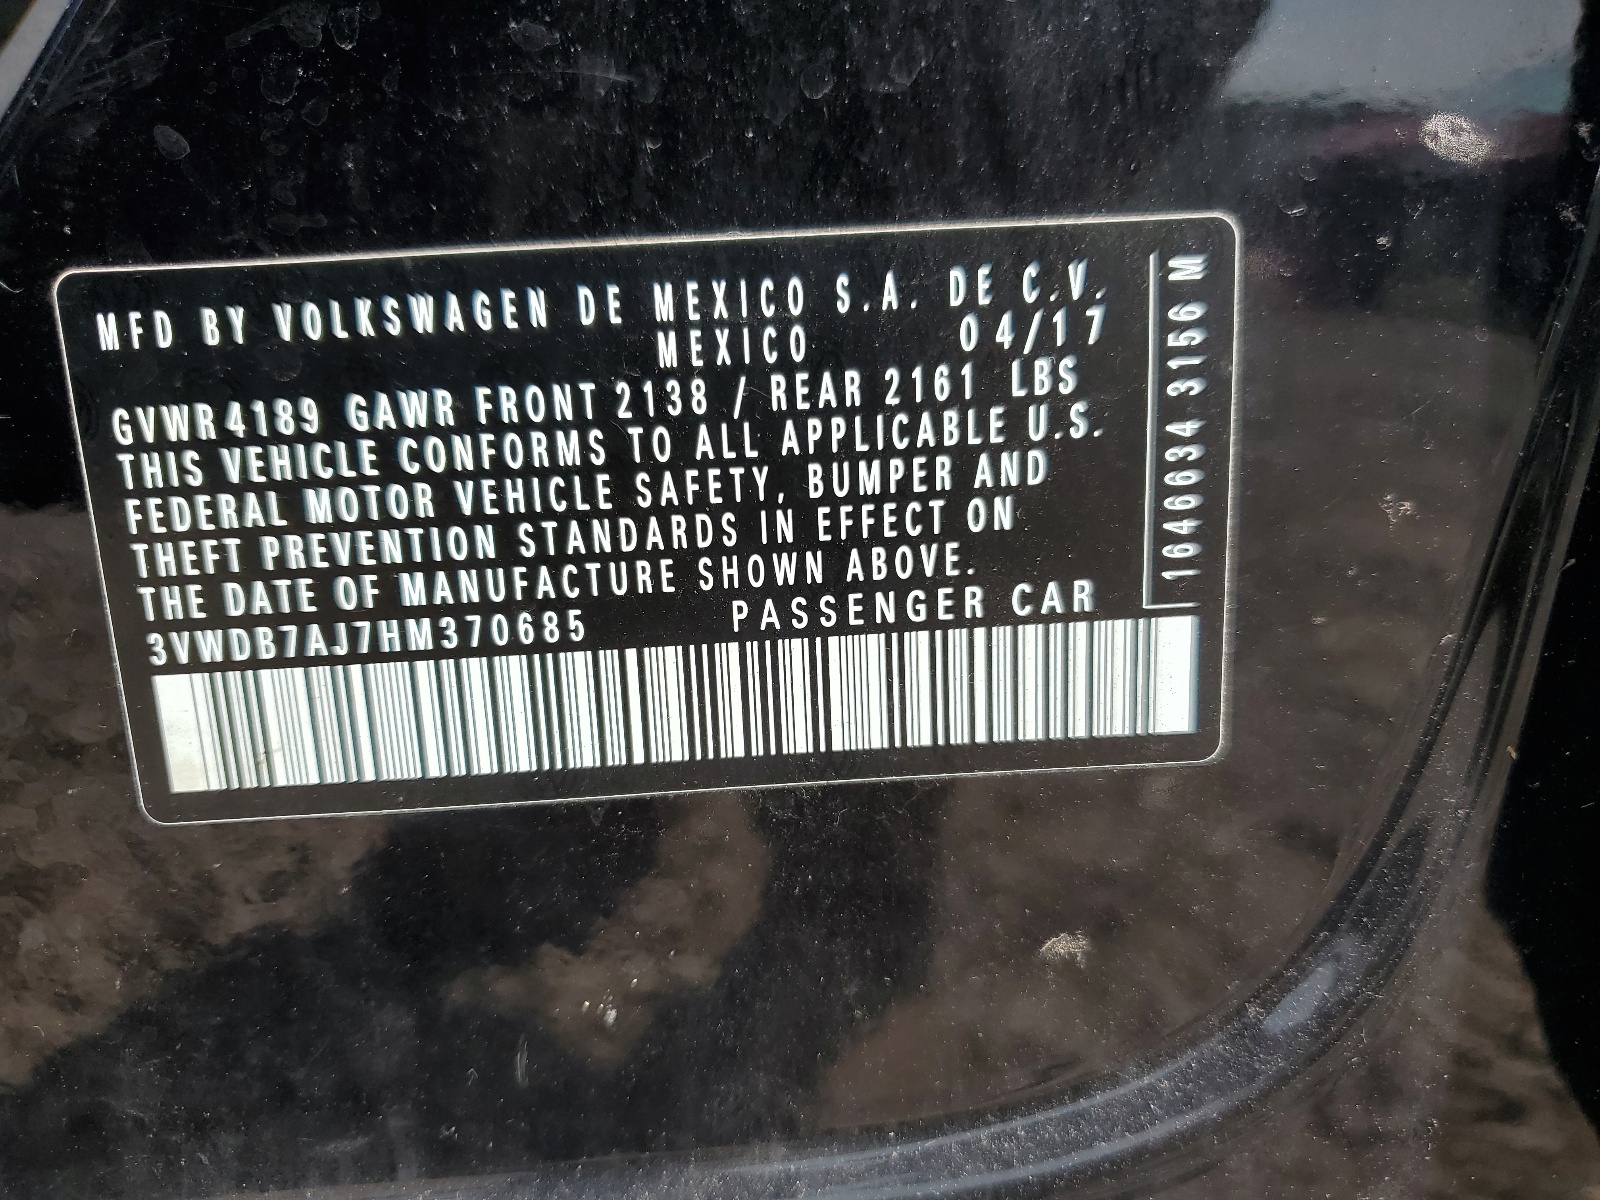 MFD BY VOLKSWAGEN DE MEXICO S.A. DE C.V.
MEXICO 04/17
GVWR 4189 GAWR FRONT 2138 / REAR 2161 LBS
THIS VEHICLE CONFORMS TO ALL APPLICABLE U.S.
FEDERAL MOTOR VEHICLE SAFETY, BUMPER AND
THEFT PREVENTION STANDARDS IN EFFECT ON
THE DATE OF MANUFACTURE SHOWN ABOVE.
3VWDB7AJ7HM370685 PASSENGER CAR
1646634 3156 M